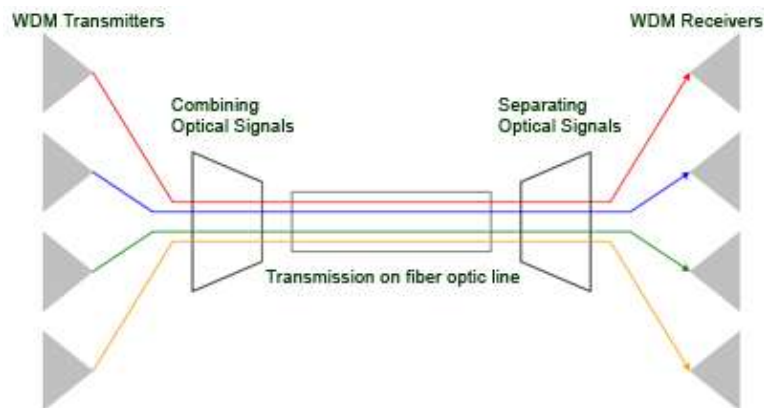 WDM Transmitters
WDM Receivers
Combining
Optical Signals
Separating
Optical Signals
Transmission on fiber optic line